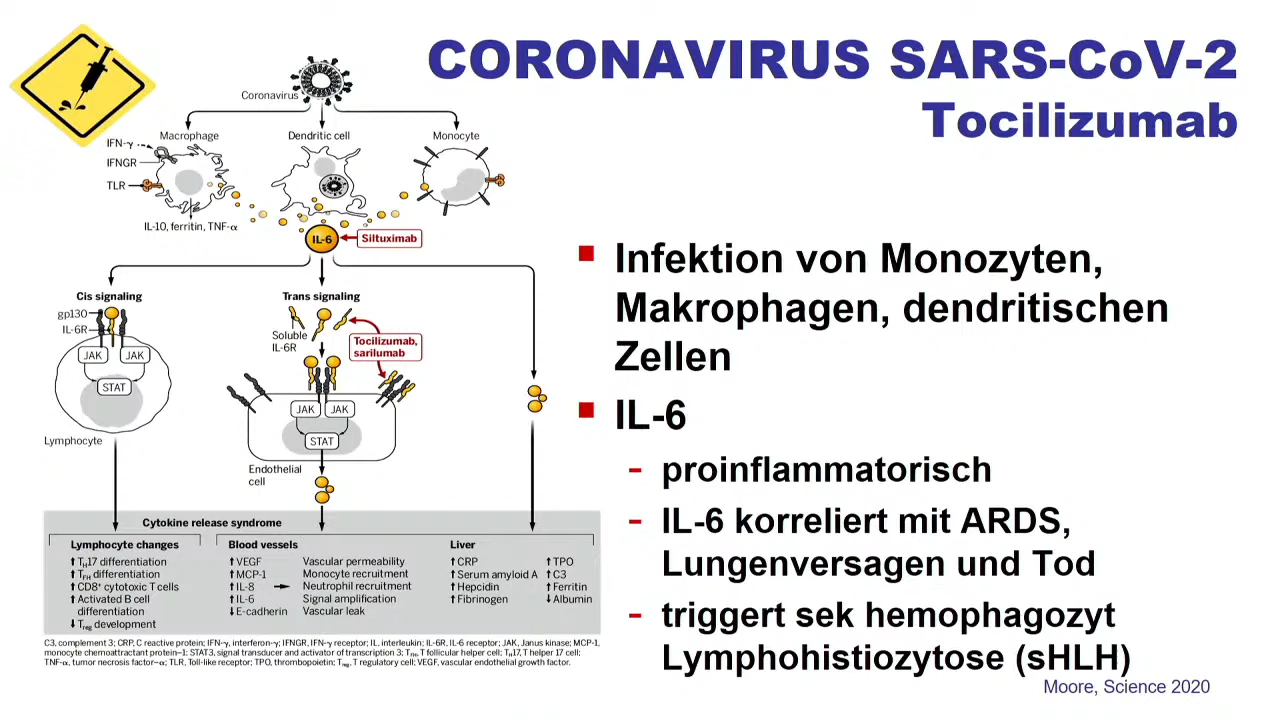 CORONAVIRUS SARS-CoV-2
Tocilizumab
Coronavirus
Macrophage
Dendritic cell
Monocyte
IFN-γ
IFNGR
TLR
IL-10, ferritin, TNF-α
IL-6
Siltuximab
Cis signaling
gp130
IL-6R
JAK
JAK
STAT
Lymphocyte
Trans signaling
Soluble
IL-6R
Tocilizumab,
sarilumab
JAK
JAK
STAT
Endothelial
cell
Cytokine release syndrome
Lymphocyte changes
⬆TH17 differentiation
⬆TFH differentiation
⬆CD8+ cytotoxic T cells
⬆Activated B cell
differentiation
⬇Treg development
Blood vessels
⬆VEGF
⬆MCP-1
⬆IL-8
⬆IL-6
⬇E-cadherin
Vascular permeability
Monocyte recruitment
Neutrophil recruitment
Signal amplification
Vascular leak
Liver
⬆CRP
⬆Serum amyloid A
⬆Hepcidin
⬆Fibrinogen
⬆TPO
⬆C3
⬆Ferritin
⬇Albumin
C3, complement 3; CRP, C reactive protein; IFN-γ, interferon-γ; IFNGR, IFN-γ receptor; IL, interleukin; IL-6R, IL-6 receptor; JAK, Janus kinase; MCP-1,
monocyte chemoattractant protein-1: STAT3, signal transducer and activator of transcription 3; TFH, T follicular helper cell; TH17, T helper 17 cell;
TNF-α, tumor necrosis factor-α; TLR, Toll-like receptor; TPO, thrombopoietin; Treg, T regulatory cell; VEGF, vascular endothelial growth factor.
▪ Infektion von Monozyten,
Makrophagen, dendritischen
Zellen
▪ IL-6
- proinflammatorisch
- IL-6 korreliert mit ARDS,
Lungenversagen und Tod
- triggert sek hemophagozyt
Lymphohistiozytose (sHLH)
Moore, Science 2020